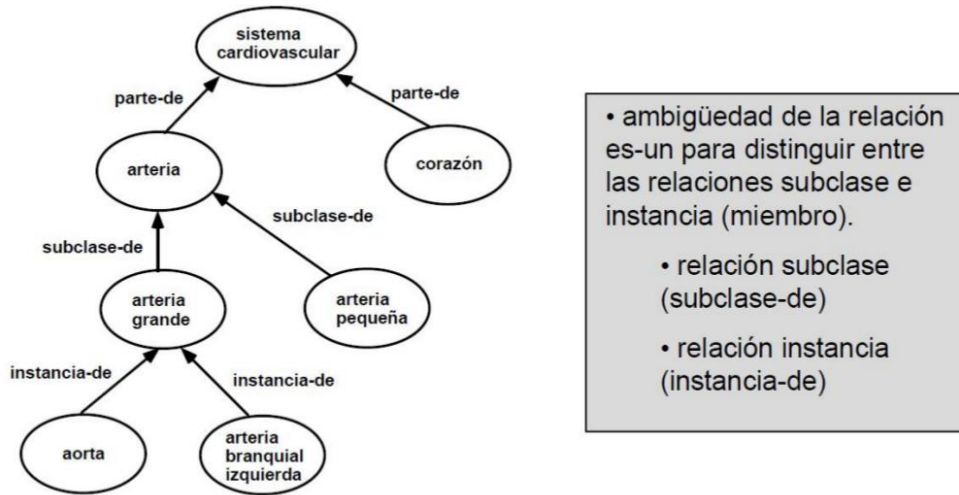 sistema
cardiovascular
parte-de
parte-de
arteria
corazón
subclase-de
subclase-de
arteria
grande
arteria
pequeña
instancia-de
instancia-de
aorta
arteria
branquial
izquierda
• ambigüedad de la relación
es-un para distinguir entre
las relaciones subclase e
instancia (miembro).
• relación subclase
(subclase-de)
• relación instancia
(instancia-de)